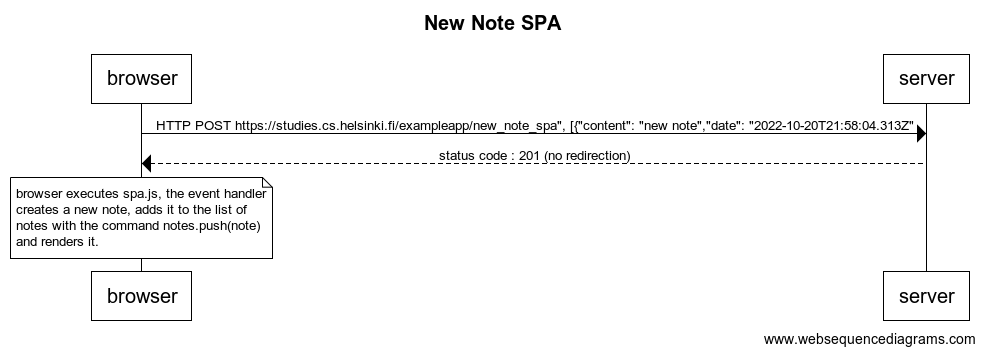 New Note SPA
browser
server
HTTP POST https://studies.cs.helsinki.fi/exampleapp/new_note_spa", [{"content": "new note","date": "2022-10-20T21:58:04.313Z"
status code : 201 (no redirection)
browser executes spa.js, the event handler
creates a new note, adds it to the list of
notes with the command notes.push(note)
and renders it.
browser
server
www.websequencediagrams.com